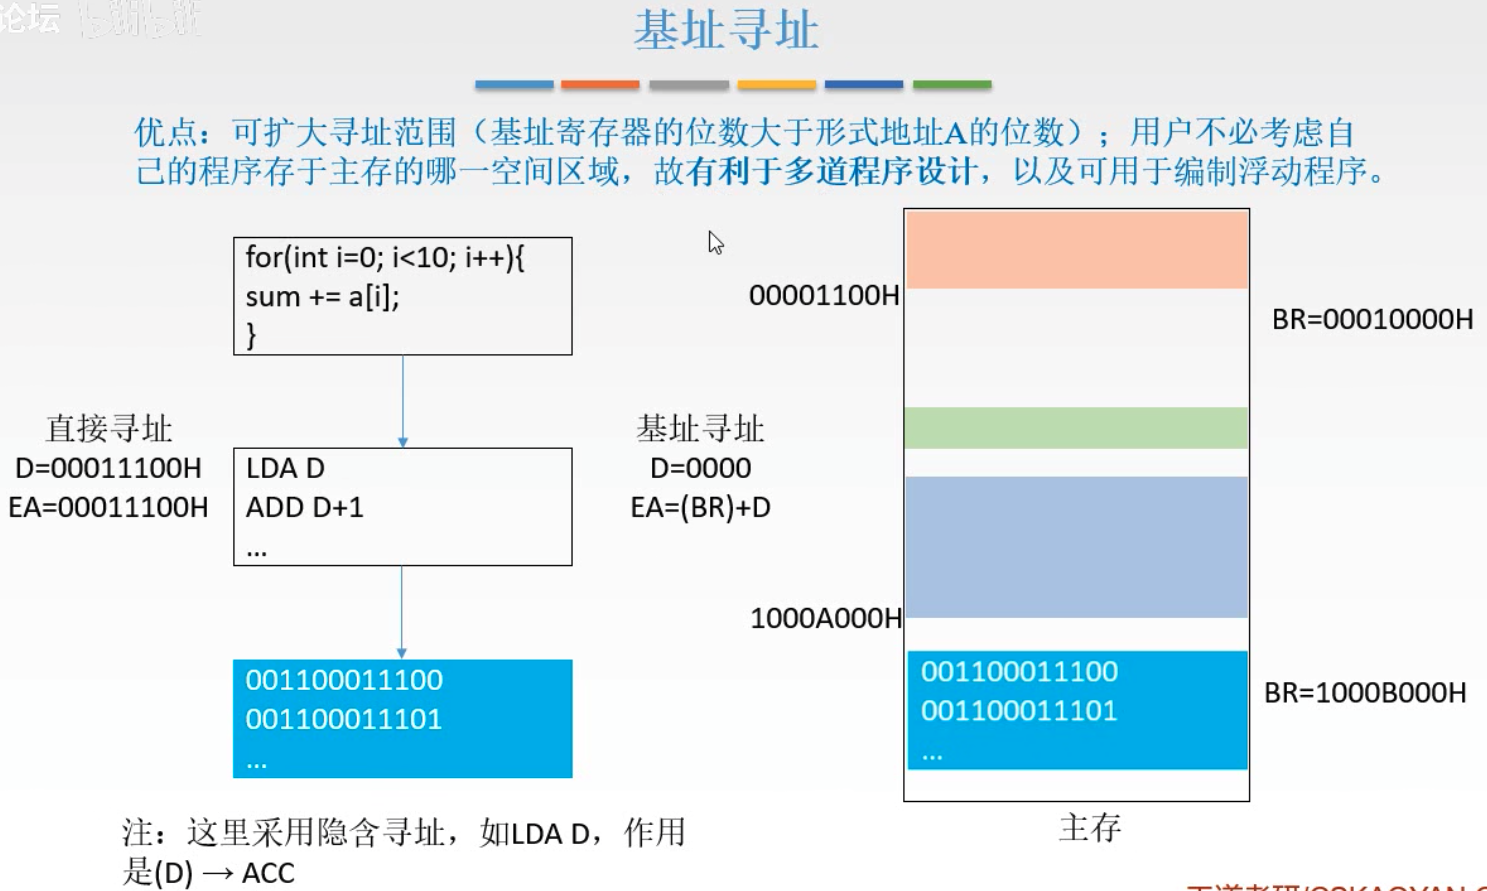 论坛
基址寻址
优点：可扩大寻址范围（基址寄存器的位数大于形式地址A的位数）；用户不必考虑自
己的程序存于主存的哪一空间区域，故有利于多道程序设计，以及可用于编制浮动程序。
for(int i=0; i<10; i++){
sum += a[i];
}
直接寻址
D=00011100H
EA=00011100H
LDA D
ADD D+1
...
001100011100
001100011101
...
注：这里采用隐含寻址，如LDA D，作用
是(D) → ACC
基址寻址
D=0000
EA=(BR)+D
00001100H
BR=00010000H
1000A000H
001100011100
001100011101
...
BR=1000B000H
主存